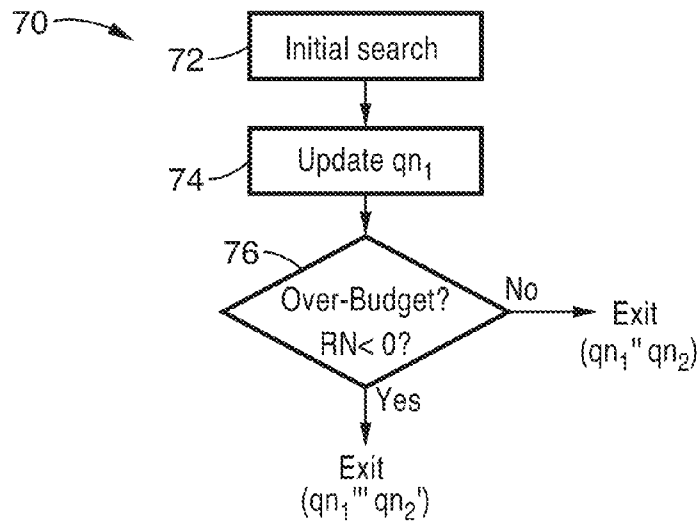 70
72
Initial search
74
Update qn₁
76
Over-Budget?
RN< 0?
No
Exit
(qn₁'' qn₂)
Yes
Exit
(qn₁''' qn₂')